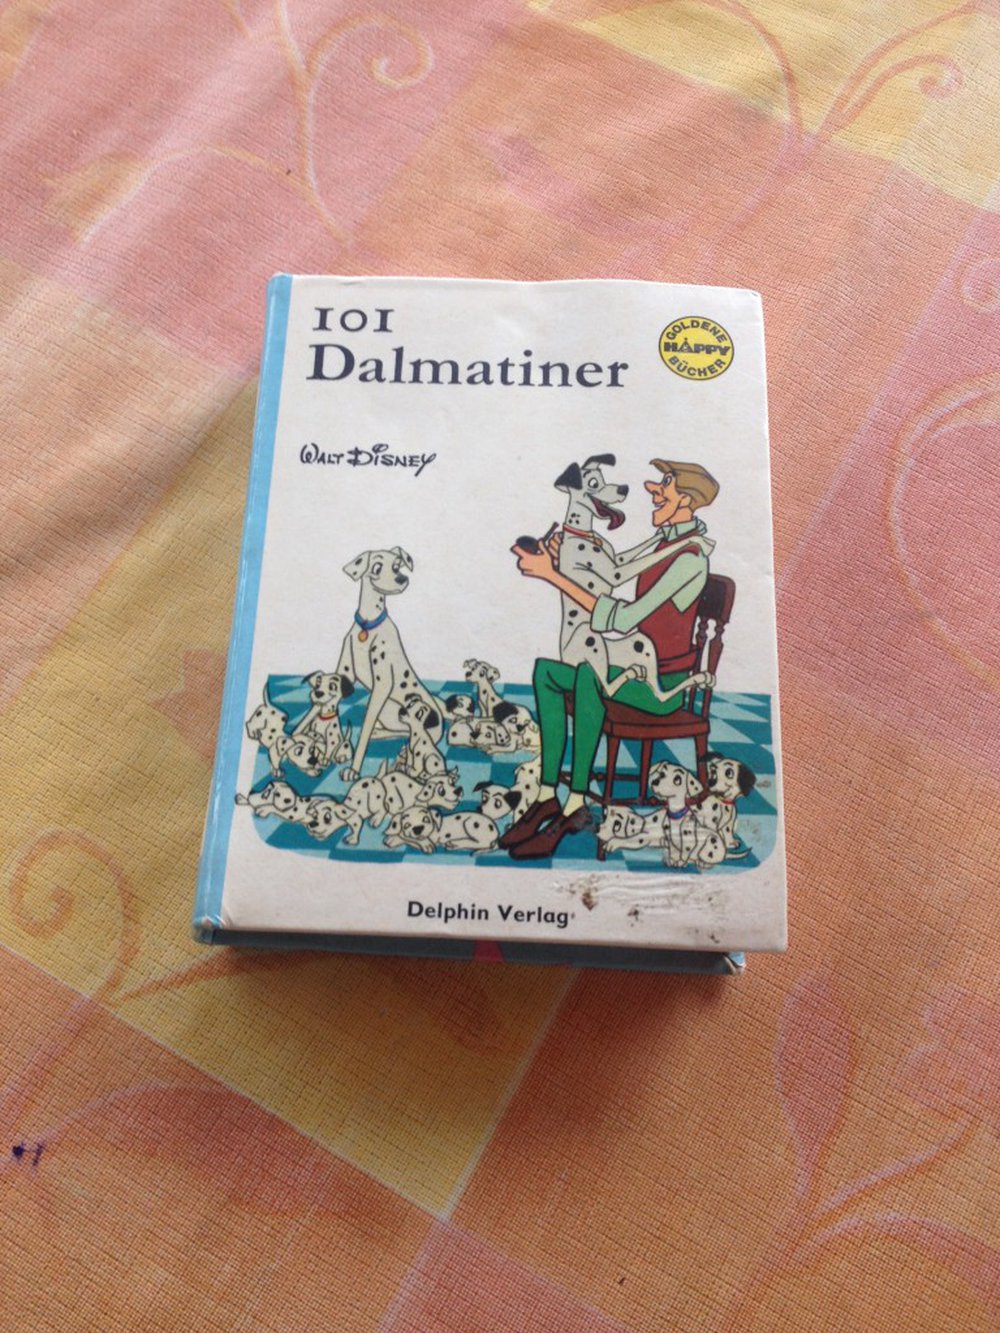 101
Dalmatiner
GOLDENE
HAPPY
BÜCHER
WALT DISNEY
Delphin Verlag